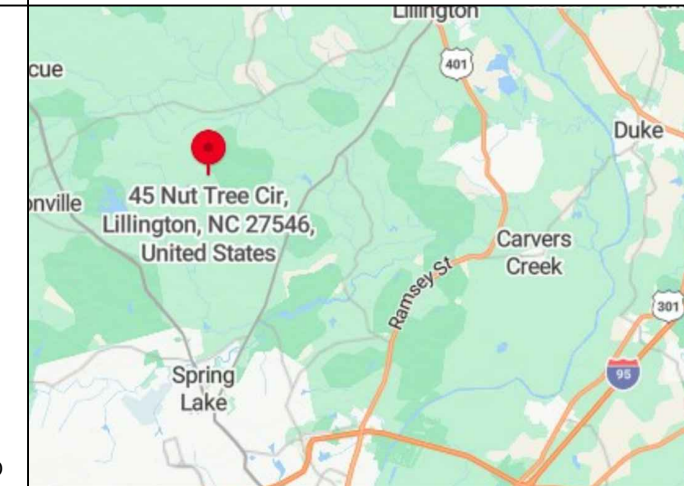 Lillington
cue
401
Duke
45 Nut Tree Cir,
Lillington, NC 27546,
United States
onville
Carvers
Creek
Ramsey St
301
95
Spring
Lake